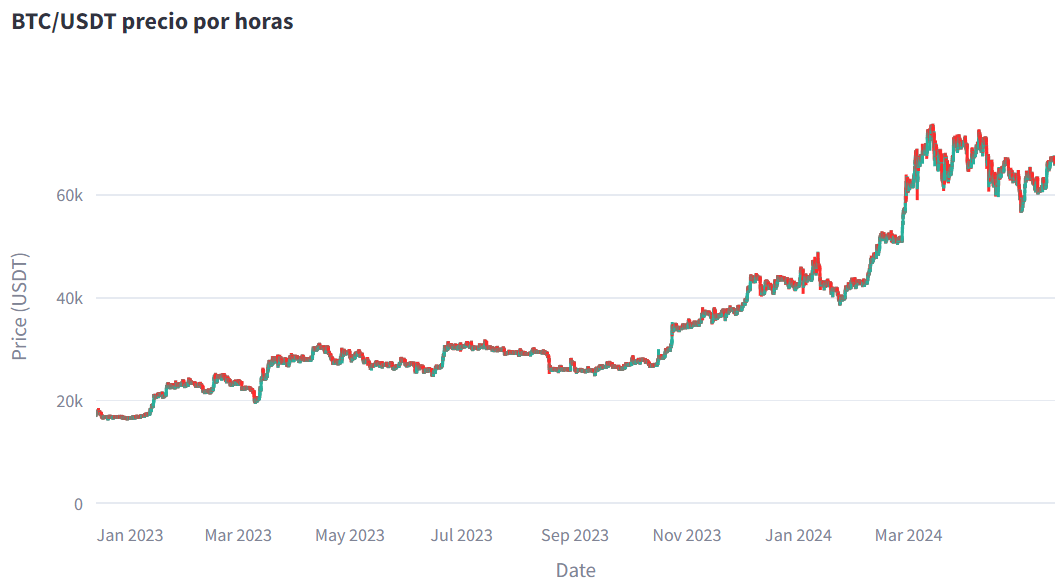 BTC/USDT precio por horas
Price (USDT)
60k
40k
20k
0
Jan 2023 Mar 2023 May 2023 Jul 2023 Sep 2023 Nov 2023 Jan 2024 Mar 2024
Date